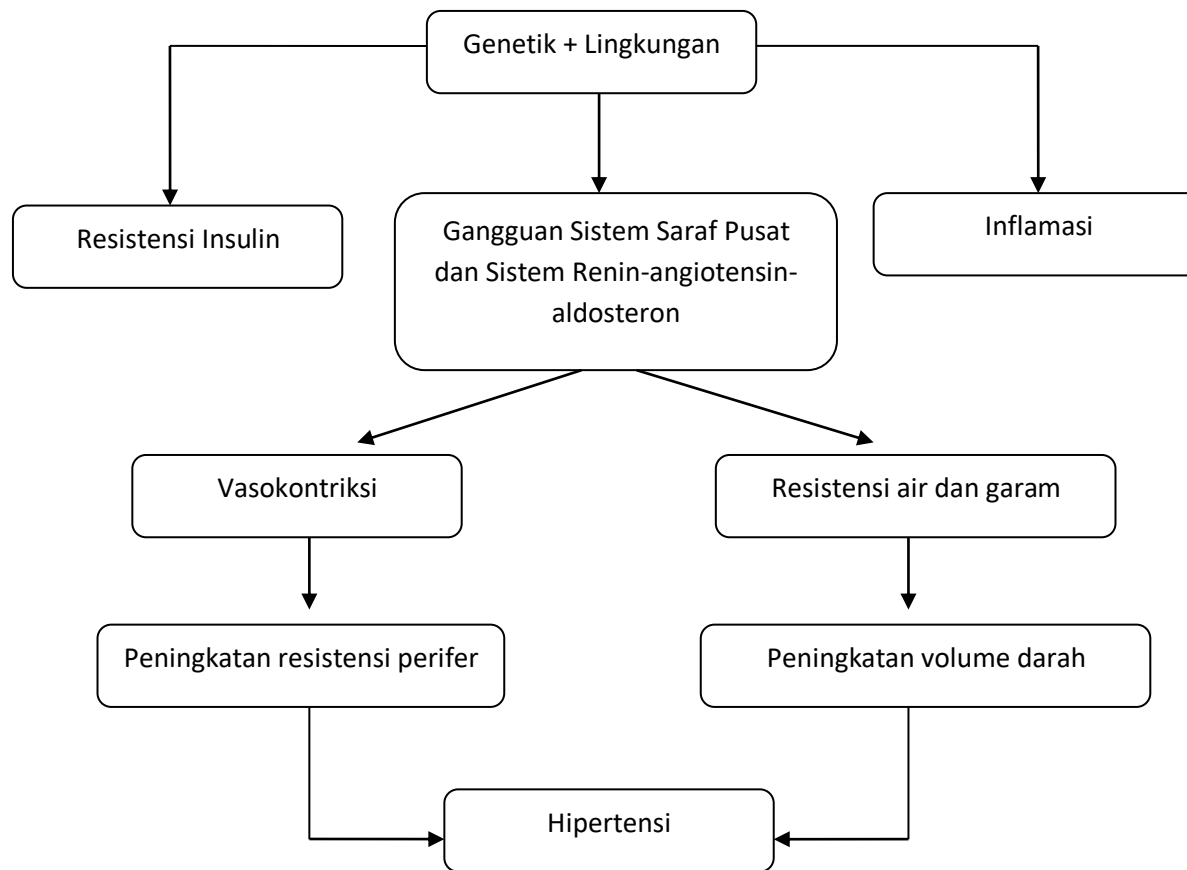 Genetik + Lingkungan
Resistensi Insulin
Gangguan Sistem Saraf Pusat
dan Sistem Renin-angiotensin-
aldosteron
Inflamasi
Vasokontriksi
Resistensi air dan garam
Peningkatan resistensi perifer
Peningkatan volume darah
Hipertensi